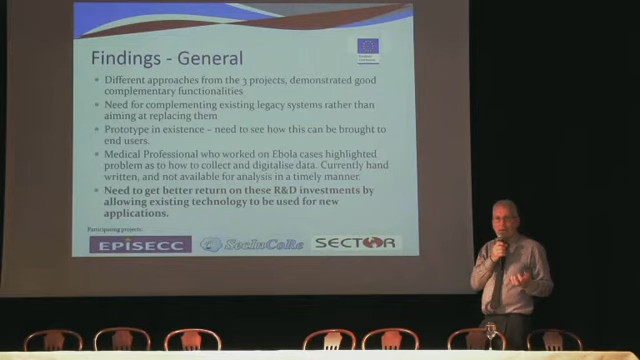 Findings - General
• Different approaches from the 3 projects, demonstrated good
complementary functionalities
• Need for complementing existing legacy systems rather than
aiming at replacing them
• Prototype in existence – need to see how this can be brought to
end users.
• Medical Professional who worked on Ebola cases highlighted
problem as to how to collect and digitalise data. Currently hand
written, and not available for analysis in a timely manner.
• Need to get better return on these R&D investments by
allowing existing technology to be used for new
applications.
Participating projects:
EPISECC SecInCoRe SECTOR